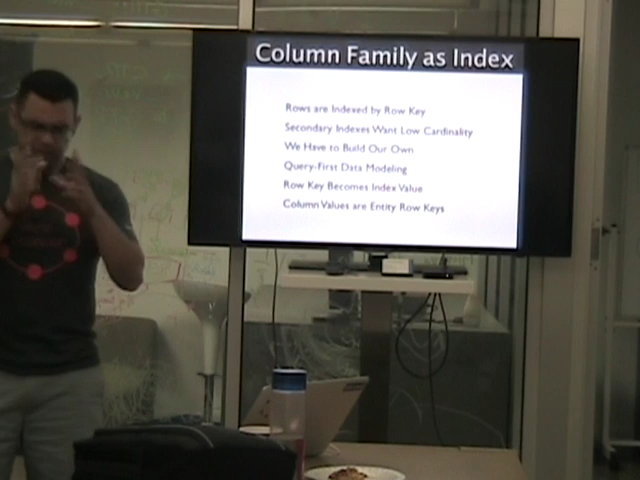 Column Family as Index
Rows are Indexed by Row Key
Secondary Indexes Want Low Cardinality
We Have to Build Our Own
Query-First Data Modeling
Row Key Becomes Index Value
Column Values are Entity Row Keys